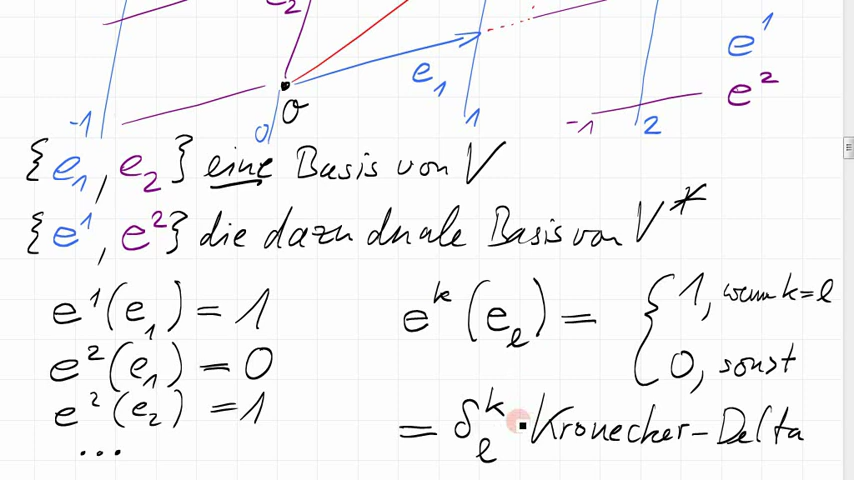 e₂
e¹
e₁
e²
-1
0
0
1
-1
2
{e₁, e₂} eine Basis von V
{e¹, e²} die dazu duale Basis von V*
e¹(e₁) = 1
e²(e₁) = 0
e²(e₂) = 1
...
eᵏ(eₗ) = { 1, wenn k=l
0, sonst
= δₗᵏ Kronecker-Delta